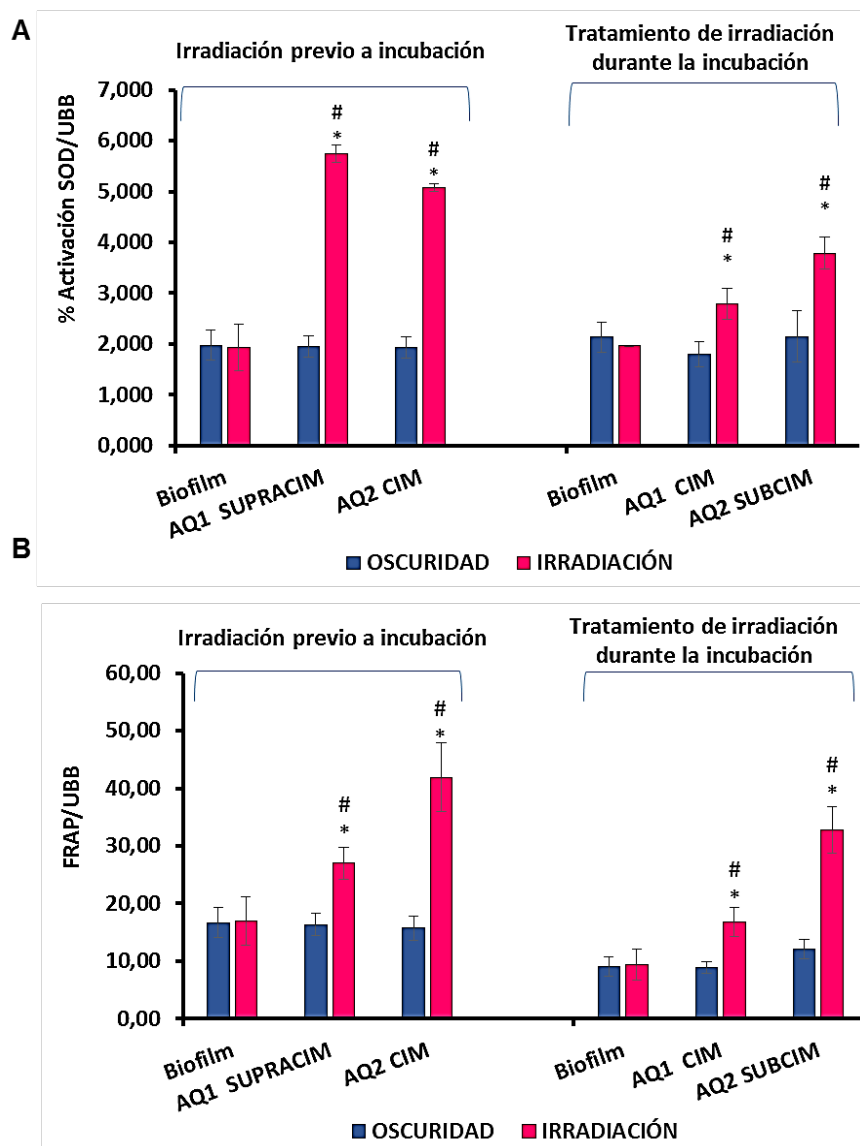 A
Irradiación previo a incubación
Tratamiento de irradiación
durante la incubación
% Activación SOD/UBB
7,000
6,000
5,000
4,000
3,000
2,000
1,000
0,000
#
*
#
*
#
*
#
*
Biofilm
AQ1 SUPRACIM
AQ2 CIM
Biofilm
AQ1 CIM
AQ2 SUBCIM
OSCURIDAD
IRRADIACIÓN
B
Irradiación previo a incubación
Tratamiento de irradiación
durante la incubación
FRAP/UBB
60,00
50,00
40,00
30,00
20,00
10,00
0,00
#
*
#
*
#
*
#
*
Biofilm
AQ1 SUPRACIM
AQ2 CIM
Biofilm
AQ1 CIM
AQ2 SUBCIM
OSCURIDAD
IRRADIACIÓN